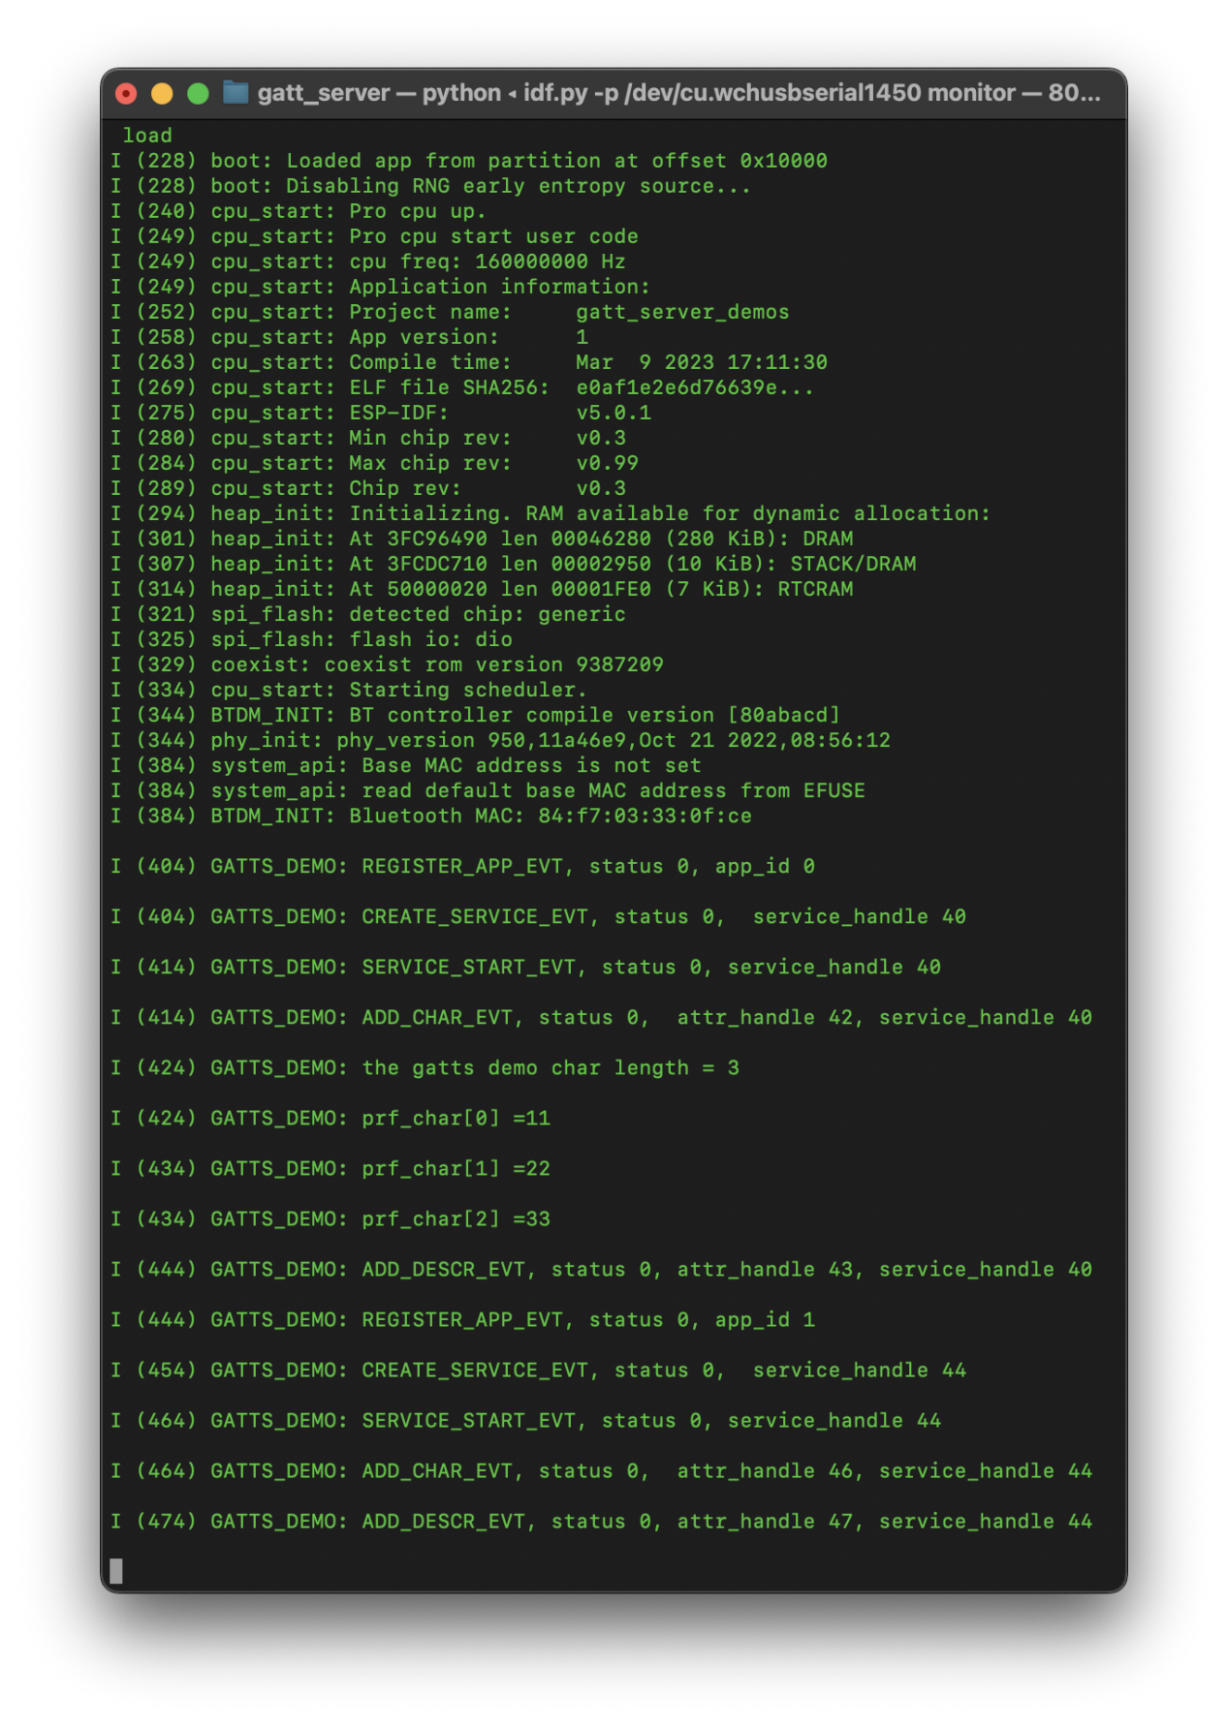 gatt_server — python ◂ idf.py -p /dev/cu.wchusbserial1450 monitor — 80...
load
I (228) boot: Loaded app from partition at offset 0x10000
I (228) boot: Disabling RNG early entropy source...
I (240) cpu_start: Pro cpu up.
I (249) cpu_start: Pro cpu start user code
I (249) cpu_start: cpu freq: 160000000 Hz
I (249) cpu_start: Application information:
I (252) cpu_start: Project name:     gatt_server_demos
I (258) cpu_start: App version:      1
I (263) cpu_start: Compile time:     Mar  9 2023 17:11:30
I (269) cpu_start: ELF file SHA256:  e0af1e2e6d76639e...
I (275) cpu_start: ESP-IDF:          v5.0.1
I (280) cpu_start: Min chip rev:     v0.3
I (284) cpu_start: Max chip rev:     v0.99
I (289) cpu_start: Chip rev:         v0.3
I (294) heap_init: Initializing. RAM available for dynamic allocation:
I (301) heap_init: At 3FC96490 len 00046280 (280 KiB): DRAM
I (307) heap_init: At 3FCDC710 len 00002950 (10 KiB): STACK/DRAM
I (314) heap_init: At 50000020 len 00001FE0 (7 KiB): RTCRAM
I (321) spi_flash: detected chip: generic
I (325) spi_flash: flash io: dio
I (329) coexist: coexist rom version 9387209
I (334) cpu_start: Starting scheduler.
I (344) BTDM_INIT: BT controller compile version [80abacd]
I (344) phy_init: phy_version 950,11a46e9,Oct 21 2022,08:56:12
I (384) system_api: Base MAC address is not set
I (384) system_api: read default base MAC address from EFUSE
I (384) BTDM_INIT: Bluetooth MAC: 84:f7:03:33:0f:ce
I (404) GATTS_DEMO: REGISTER_APP_EVT, status 0, app_id 0
I (404) GATTS_DEMO: CREATE_SERVICE_EVT, status 0,  service_handle 40
I (414) GATTS_DEMO: SERVICE_START_EVT, status 0, service_handle 40
I (414) GATTS_DEMO: ADD_CHAR_EVT, status 0,  attr_handle 42, service_handle 40
I (424) GATTS_DEMO: the gatts demo char length = 3
I (424) GATTS_DEMO: prf_char[0] =11
I (434) GATTS_DEMO: prf_char[1] =22
I (434) GATTS_DEMO: prf_char[2] =33
I (444) GATTS_DEMO: ADD_DESCR_EVT, status 0, attr_handle 43, service_handle 40
I (444) GATTS_DEMO: REGISTER_APP_EVT, status 0, app_id 1
I (454) GATTS_DEMO: CREATE_SERVICE_EVT, status 0,  service_handle 44
I (464) GATTS_DEMO: SERVICE_START_EVT, status 0, service_handle 44
I (464) GATTS_DEMO: ADD_CHAR_EVT, status 0,  attr_handle 46, service_handle 44
I (474) GATTS_DEMO: ADD_DESCR_EVT, status 0, attr_handle 47, service_handle 44